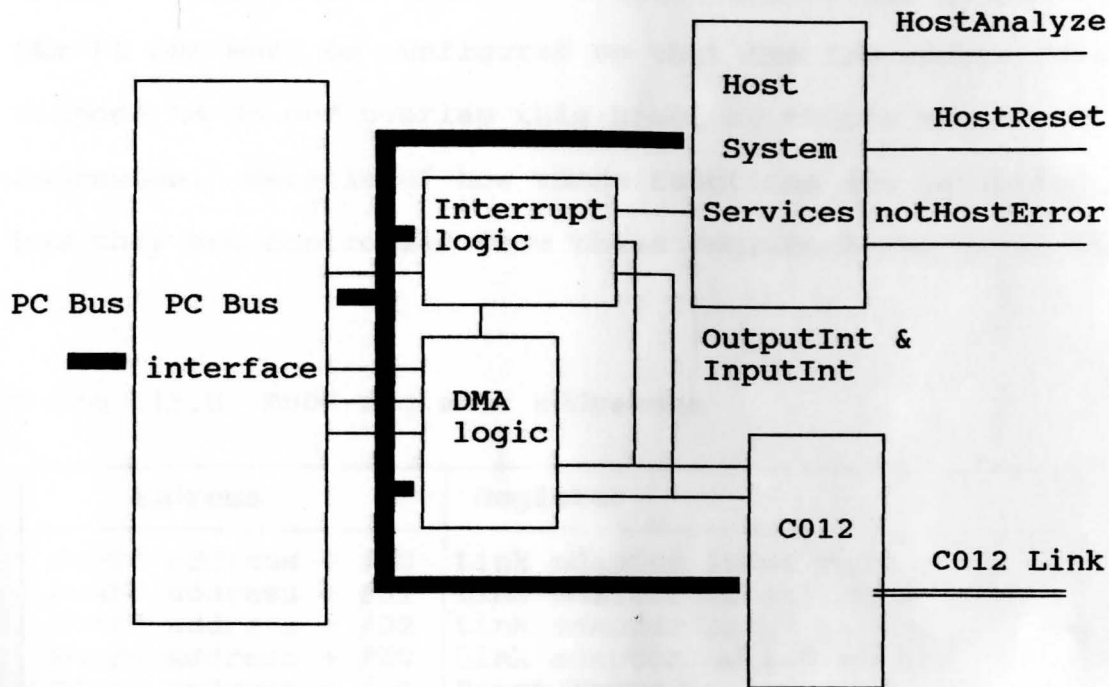 HostAnalyze
Host
HostReset
System
Interrupt
Services notHostError
logic
PC Bus
PC Bus
interface
OutputInt &
InputInt
DMA
logic
C012
C012 Link